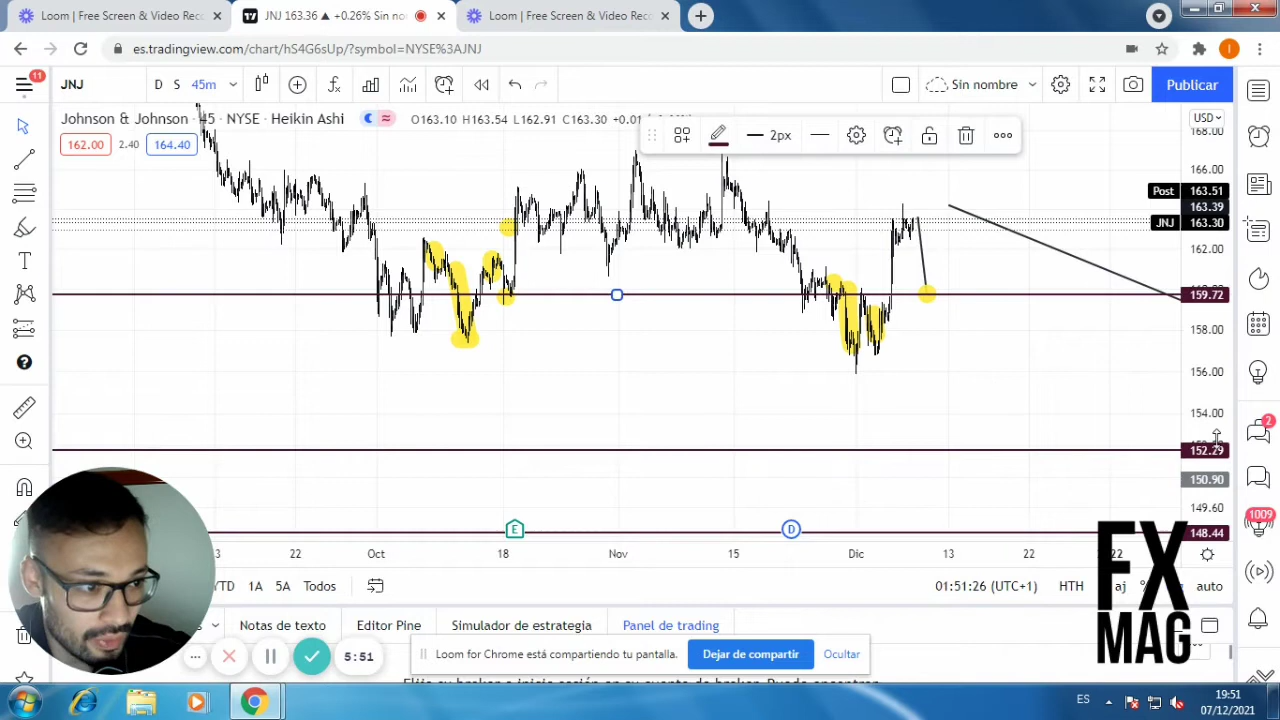 Loom | Free Screen & Video Rec
JNJ 163.36 ▲ +0.26% Sin no
Loom | Free Screen & Video Rec
es.tradingview.com/chart/hS4G6sUp/?symbol=NYSE%3AJNJ
11
JNJ
D S 45m
Sin nombre
Publicar
Johnson & Johnson · 45 · NYSE · Heikin Ashi
O163.10 H163.54 L162.91 C163.30
USD
168.00
162.00 2.40 164.40
2px
166.00
Post 163.51
163.39
JNJ 163.30
162.00
159.72
158.00
156.00
154.00
2
152.29
150.90
149.60
1009
148.44
E
D
22 Oct 18 Nov 15 Dic 13 22
YTD 1A 5A Todos
01:51:26 (UTC+1)
HTH
aj
auto
Notas de texto
Editor Pine
Simulador de estrategia
Panel de trading
5:51
Loom for Chrome está compartiendo tu pantalla.
Dejar de compartir
Ocultar
FX
MAG
ES
19:51
07/12/2021